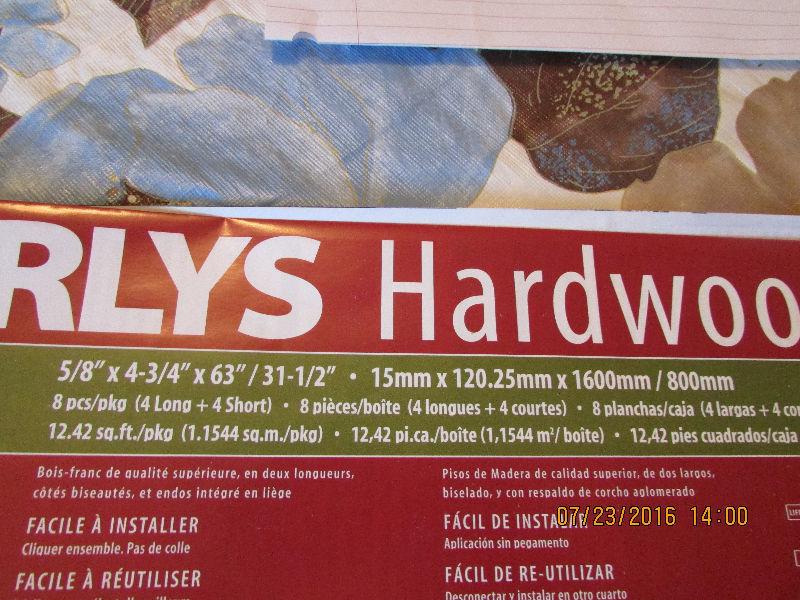 RLYS Hardwoo
5/8" x 4-3/4" x 63" / 31-1/2" • 15mm x 120.25mm x 1600mm / 800mm
8 pcs/pkg (4 Long + 4 Short) • 8 pièces/boîte (4 longues + 4 courtes) • 8 planchas/caja (4 largas + 4 cor
12.42 sq.ft./pkg (1.1544 sq.m./pkg) • 12,42 pi.ca./boîte (1,1544 m²/ boîte) • 12,42 pies cuadrados/caja
Bois-franc de qualité supérieure, en deux longueurs,
côtés biseautés, et endos intégré en liège
FACILE À INSTALLER
Cliquer ensemble. Pas de colle
FACILE À RÉUTILISER
Pisos de Madera de calidad superior, de dos largos,
biselado, y con respaldo de corcho aglomerado
FÁCIL DE INSTALAR
Aplicación sin pegamento
FÁCIL DE RE-UTILIZAR
Desconectar y instalar en otro cuarto
07/23/2016 14:00